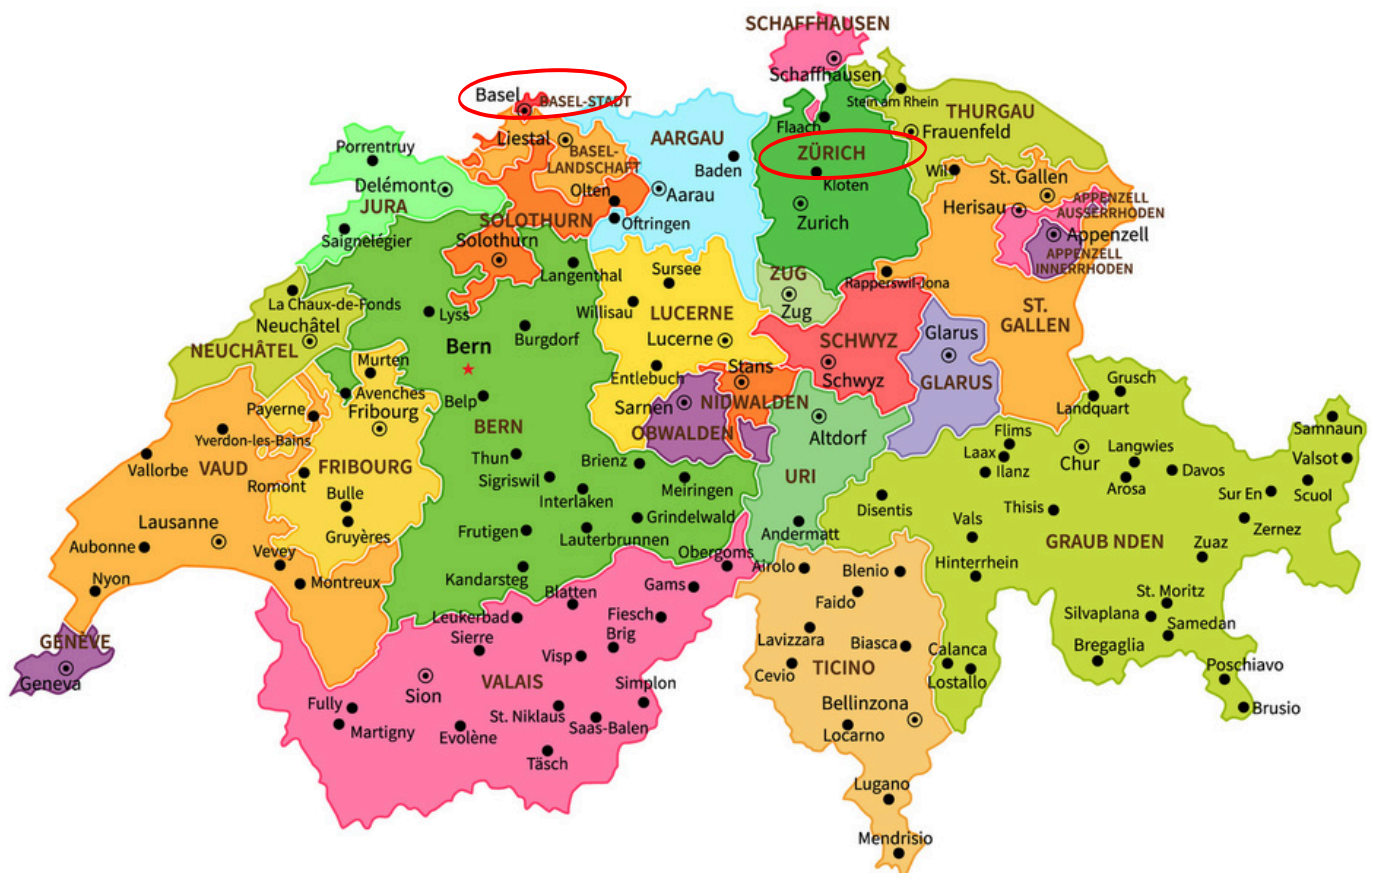 SCHAFFHAUSEN
Schaffhausen
Basel
BASEL-STADT
Stein am Rhein
THURGAU
Flaach
Frauenfeld
AARGAU
Liestal
BASEL-
LANDSCHAFT
Porrentruy
ZÜRICH
Baden
Kloten
Wil
St. Gallen
Delémont
JURA
Olten
Aarau
Herisau
APPENZELL
AUSSERRHODEN
SOLOTHURN
Oftringen
Zurich
Appenzell
Saignelégier
Solothurn
APPENZELL
INNERRHODEN
Langenthal
Sursee
ZUG
Rapperswil-Jona
La Chaux-de-Fonds
Lyss
Willisau
LUCERNE
Zug
ST.
GALLEN
Neuchâtel
Burgdorf
Lucerne
SCHWYZ
Glarus
NEUCHÂTEL
Bern
Murten
Entlebuch
Stans
Schwyz
GLARUS
Grusch
Avenches
Belp
Sarnen
NIDWALDEN
Landquart
Payerne
Fribourg
BERN
OBWALDEN
Altdorf
Samnaun
Yverdon-les-Bains
Flims
Langwies
Vallorbe
VAUD
FRIBOURG
Thun
Brienz
URI
Laax
Ilanz
Chur
Davos
Valsot
Romont
Sigriswil
Meiringen
Arosa
Sur En
Scuol
Bulle
Interlaken
Disentis
Thisis
Lausanne
Gruyères
Frutigen
Grindelwald
Andermatt
Vals
Zernez
Aubonne
Vevey
Lauterbrunnen
Obergoms
GRAUB NDEN
Zuaz
Nyon
Montreux
Kandarsteg
Airolo
Blenio
Hinterrhein
Blatten
Gams
Faido
St. Moritz
Leukerbad
Fiesch
Silvaplana
Samedan
GENÈVE
Sierre
Brig
Lavizzara
Biasca
Calanca
Bregaglia
Geneva
Visp
Cevio
TICINO
Lostallo
Poschiavo
Sion
VALAIS
Simplon
Fully
St. Niklaus
Bellinzona
Brusio
Martigny
Evolène
Saas-Balen
Locarno
Täsch
Lugano
Mendrisio